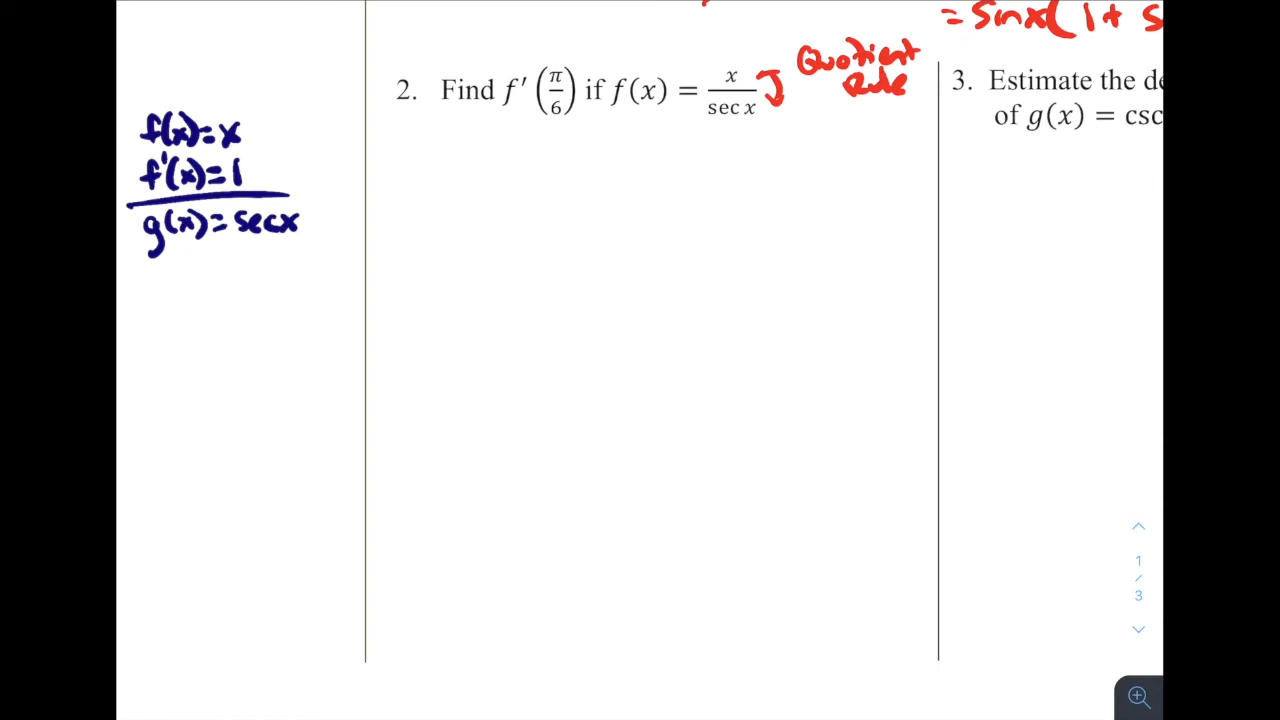 = sinx( 1 + s
Quotient
Rule
2. Find f′(π/6) if f(x) = x/sec x
f(x)=x
f'(x)=1
g(x)=secx
3. Estimate the de
of g(x) = csc
1
/
3